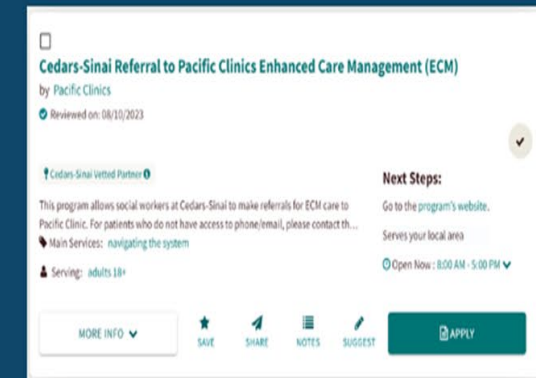 Cedars-Sinai Referral to Pacific Clinics Enhanced Care Management (ECM)
by Pacific Clinics
Reviewed on: 08/10/2023
Cedars-Sinai Vetted Partner
This program allows social workers at Cedars-Sinai to make referrals for ECM care to
Pacific Clinic. For patients who do not have access to phone/email, please contact th...
Main Services: navigating the system
Serving: adults 18+
Next Steps:
Go to the program's website.
Serves your local area
Open Now : 8:00 AM - 5:00 PM
MORE INFO
SAVE
SHARE
NOTES
SUGGEST
APPLY